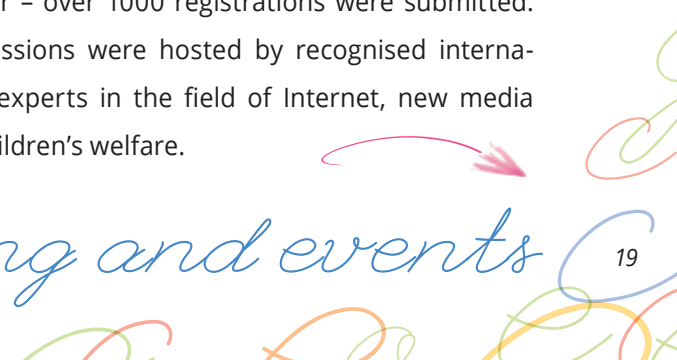 r – over 1000 registrations were submitted.
ssions were hosted by recognised interna-
experts in the field of Internet, new media
ildren’s welfare.
ng and events
19